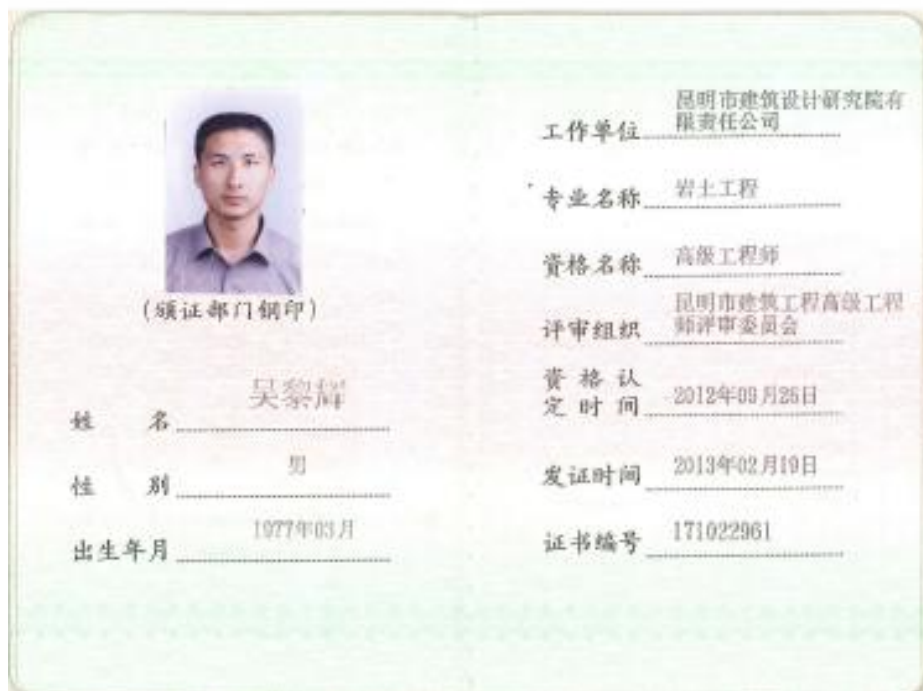 (颁证部门钢印)
姓 名 吴黎辉
性 别 男
出生年月 1977年03月
工作单位 昆明市建筑设计研究院有
限责任公司
专业名称 岩土工程
资格名称 高级工程师
评审组织 昆明市建筑工程高级工程
师评审委员会
资格认
定时间 2012年09月26日
发证时间 2013年02月19日
证书编号 171022961